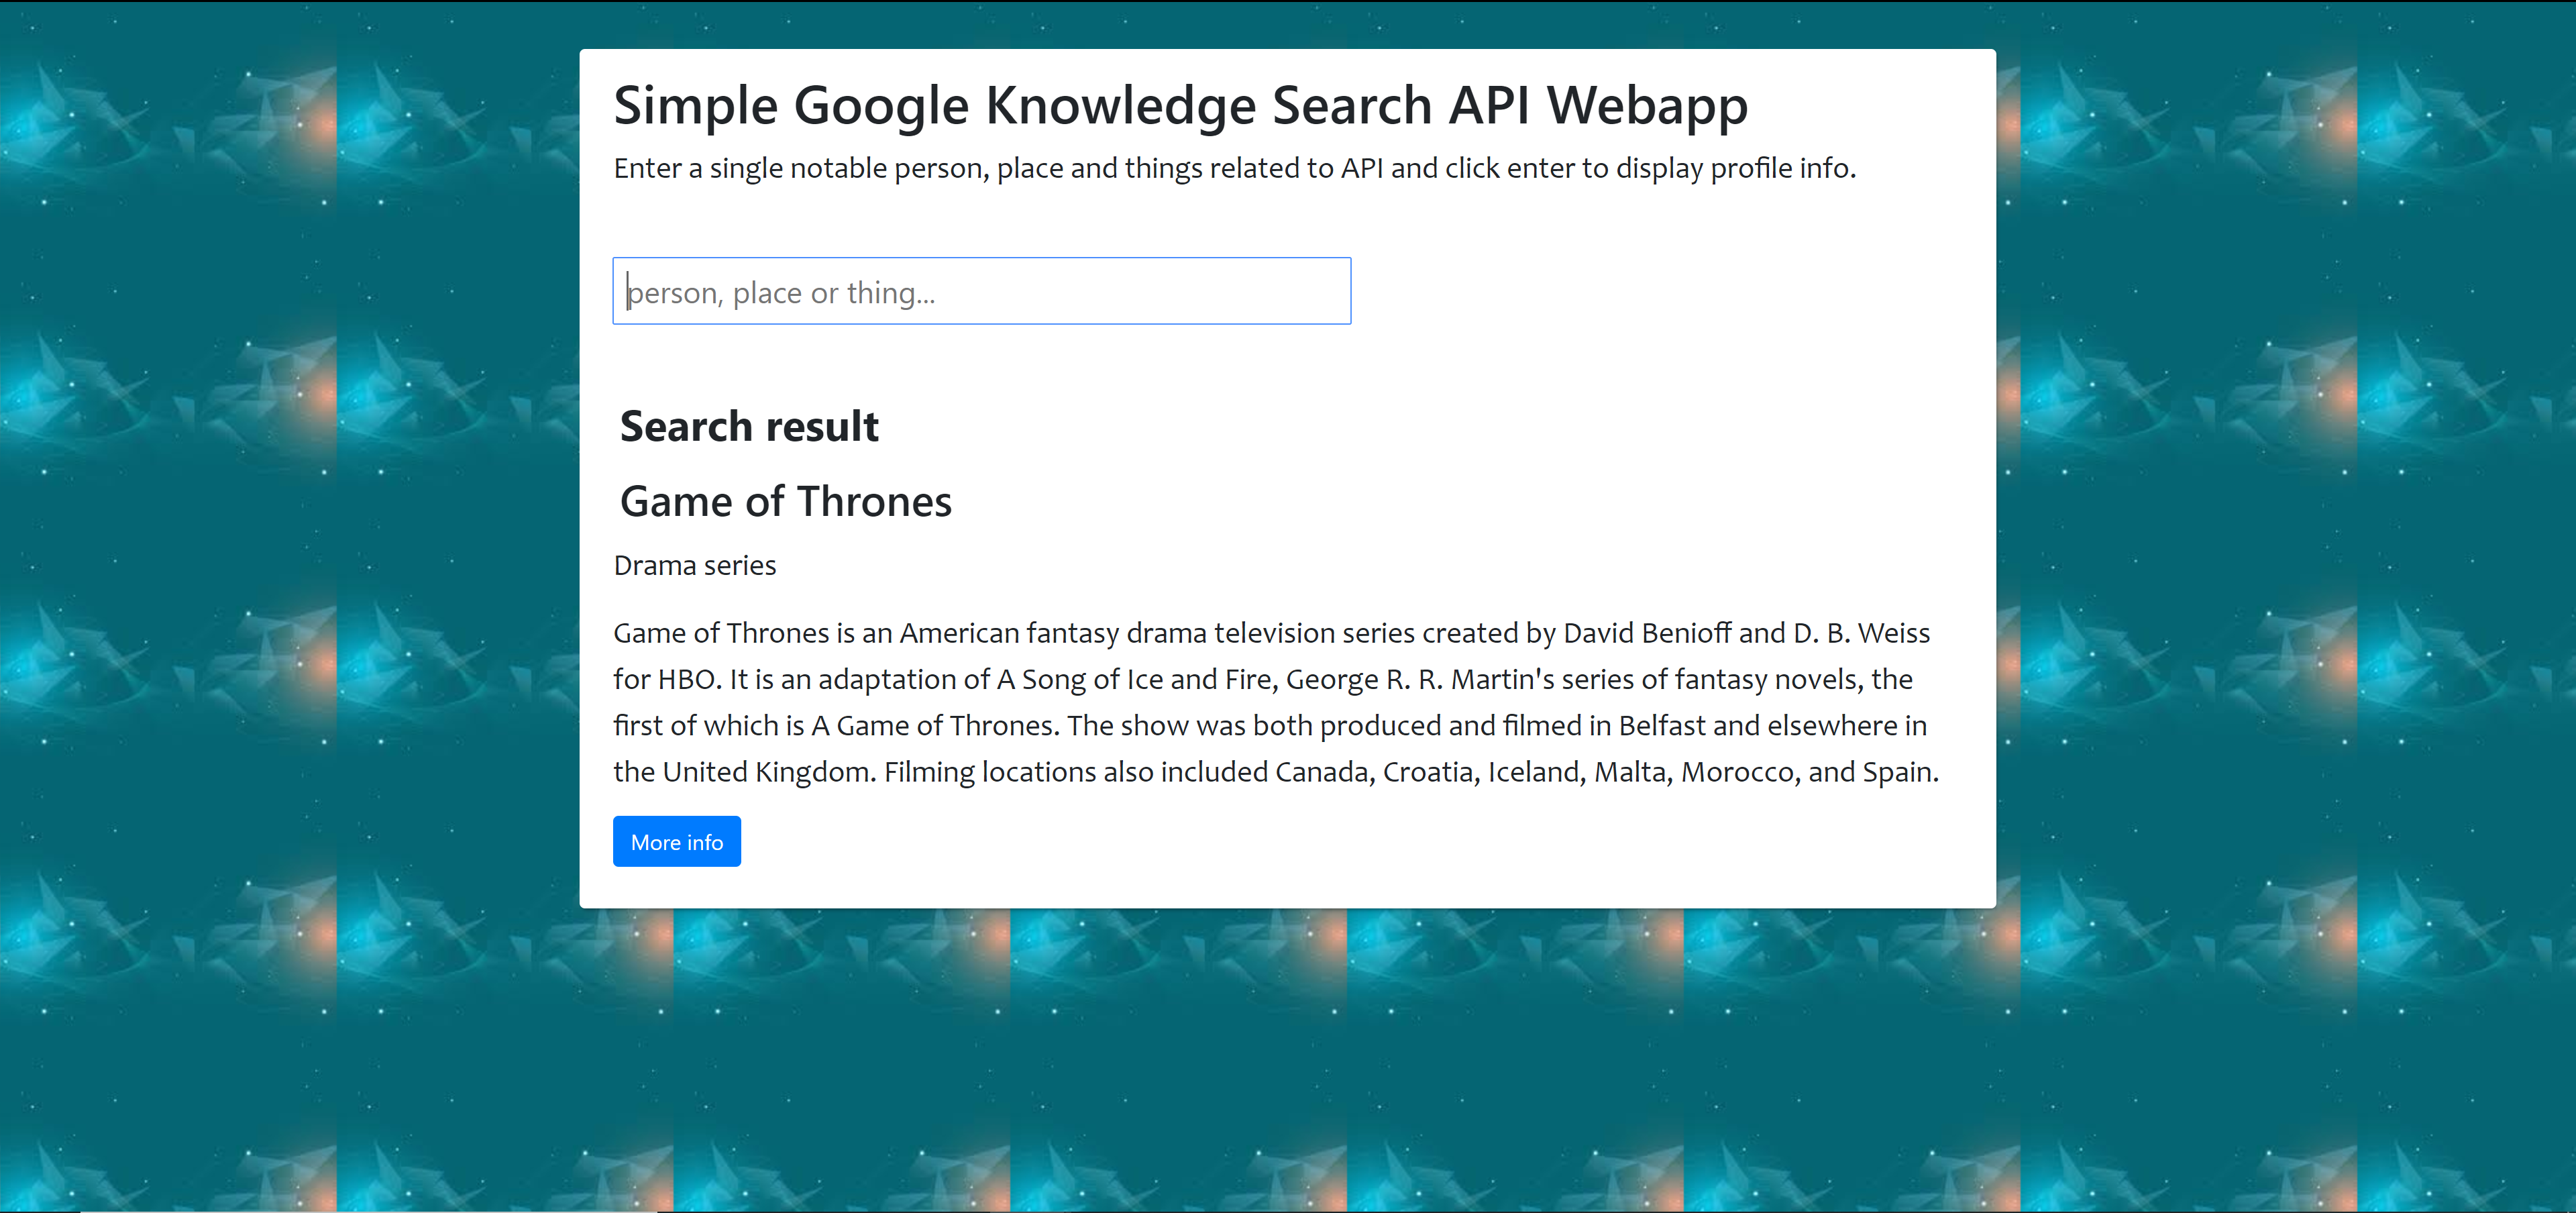 Simple Google Knowledge Search API Webapp
Enter a single notable person, place and things related to API and click enter to display profile info.
person, place or thing...
Search result
Game of Thrones
Drama series
Game of Thrones is an American fantasy drama television series created by David Benioff and D. B. Weiss
for HBO. It is an adaptation of A Song of Ice and Fire, George R. R. Martin's series of fantasy novels, the
first of which is A Game of Thrones. The show was both produced and filmed in Belfast and elsewhere in
the United Kingdom. Filming locations also included Canada, Croatia, Iceland, Malta, Morocco, and Spain.
More info